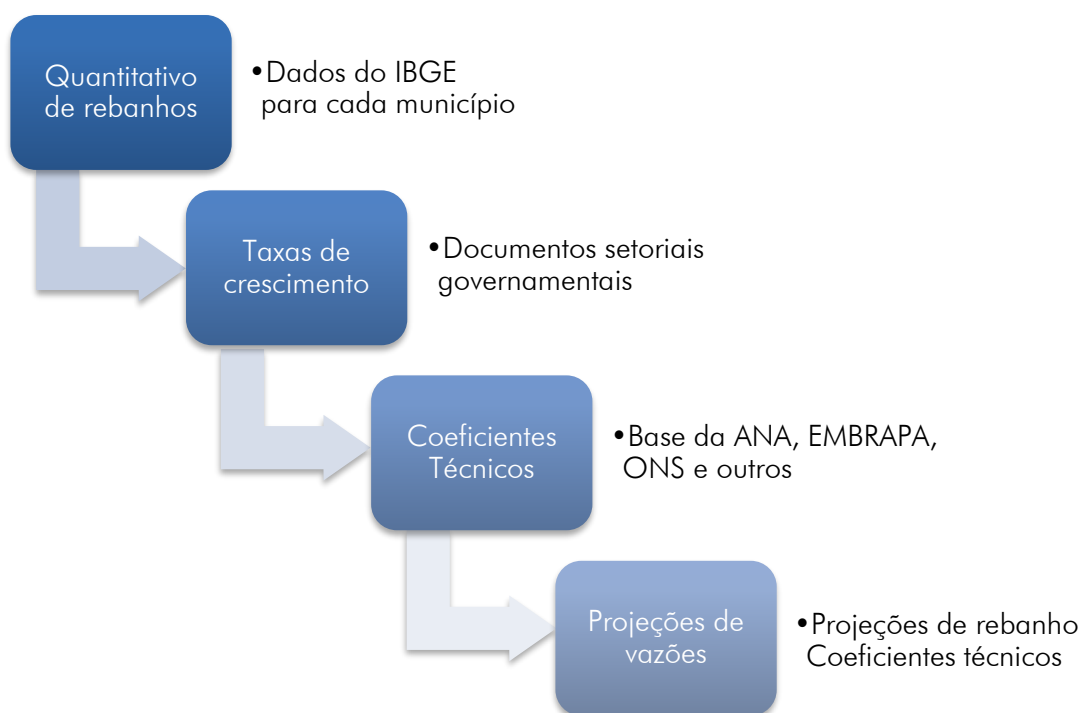 Quantitativo
de rebanhos
•Dados do IBGE
para cada município
Taxas de
crescimento
•Documentos setoriais
governamentais
Coeficientes
Técnicos
•Base da ANA, EMBRAPA,
ONS e outros
Projeções de
vazões
•Projeções de rebanho
Coeficientes técnicos